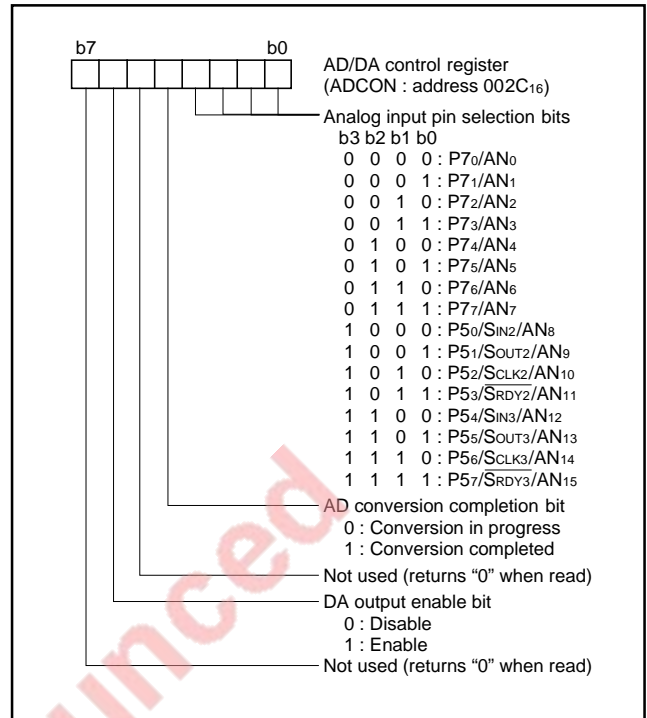 b7 b0
AD/DA control register
(ADCON : address 002C16)
Analog input pin selection bits
b3 b2 b1 b0
0 0 0 0 : P70/AN0
0 0 0 1 : P71/AN1
0 0 1 0 : P72/AN2
0 0 1 1 : P73/AN3
0 1 0 0 : P74/AN4
0 1 0 1 : P75/AN5
0 1 1 0 : P76/AN6
0 1 1 1 : P77/AN7
1 0 0 0 : P50/SIN2/AN8
1 0 0 1 : P51/SOUT2/AN9
1 0 1 0 : P52/SCLK2/AN10
1 0 1 1 : P53/SRDY2/AN11
1 1 0 0 : P54/SIN3/AN12
1 1 0 1 : P55/SOUT3/AN13
1 1 1 0 : P56/SCLK3/AN14
1 1 1 1 : P57/SRDY3/AN15
AD conversion completion bit
0 : Conversion in progress
1 : Conversion completed
Not used (returns “0” when read)
DA output enable bit
0 : Disable
1 : Enable
Not used (returns “0” when read)
unced